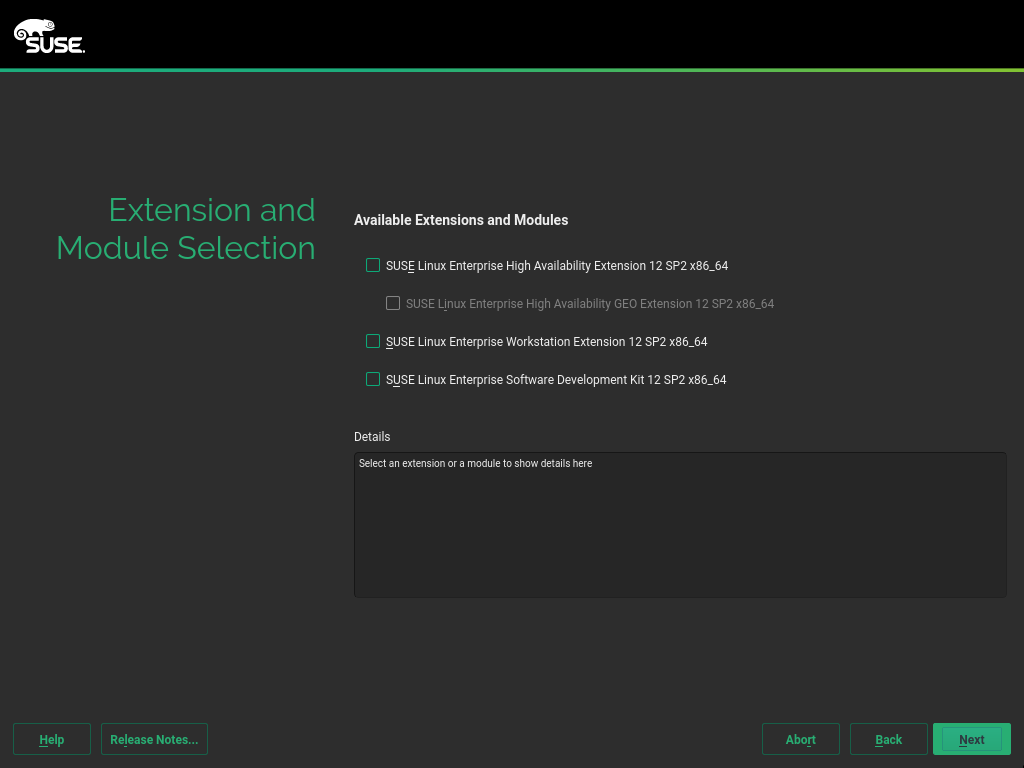 SUSE.
Extension and
Module Selection
Available Extensions and Modules
SUSE Linux Enterprise High Availability Extension 12 SP2 x86_64
SUSE Linux Enterprise High Availability GEO Extension 12 SP2 x86_64
SUSE Linux Enterprise Workstation Extension 12 SP2 x86_64
SUSE Linux Enterprise Software Development Kit 12 SP2 x86_64
Details
Select an extension or a module to show details here
Help Release Notes... Abort Back Next